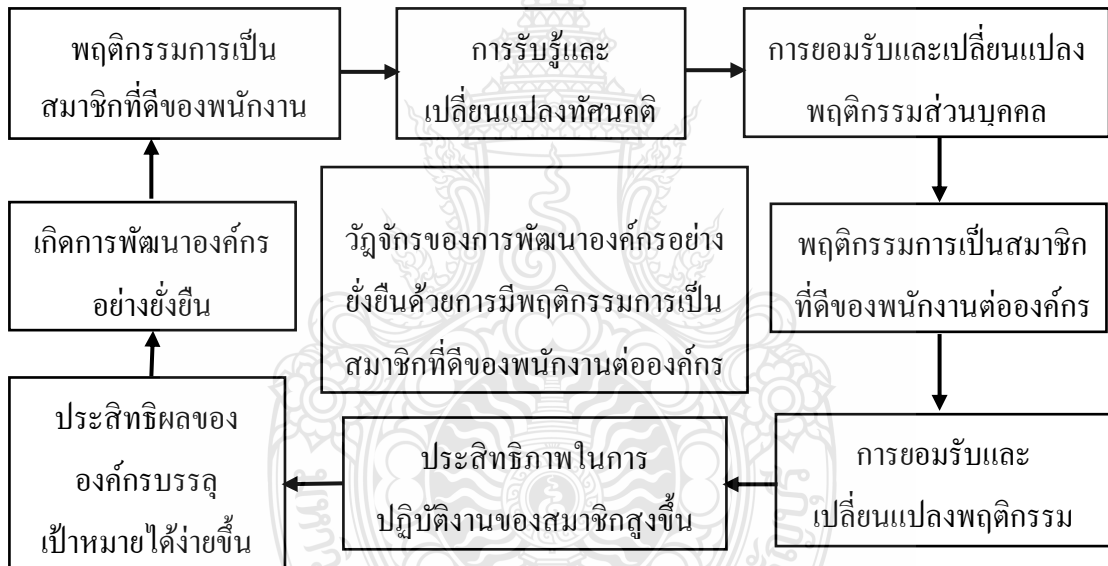 พฤติกรรมการเป็น
สมาชิกที่ดีของพนักงาน
การรับรู้และ
เปลี่ยนแปลงทัศนคติ
การยอมรับและเปลี่ยนแปลง
พฤติกรรมส่วนบุคคล
พฤติกรรมการเป็นสมาชิก
ที่ดีของพนักงานต่อองค์กร
การยอมรับและ
เปลี่ยนแปลงพฤติกรรม
ประสิทธิภาพในการ
ปฏิบัติงานของสมาชิกสูงขึ้น
ประสิทธิผลของ
องค์กรบรรลุ
เป้าหมายได้ง่ายขึ้น
เกิดการพัฒนาองค์กร
อย่างยั่งยืน
วัฎจักรของการพัฒนาองค์กรอย่าง
ยั่งยืนด้วยการมีพฤติกรรมการเป็น
สมาชิกที่ดีของพนักงานต่อองค์กร